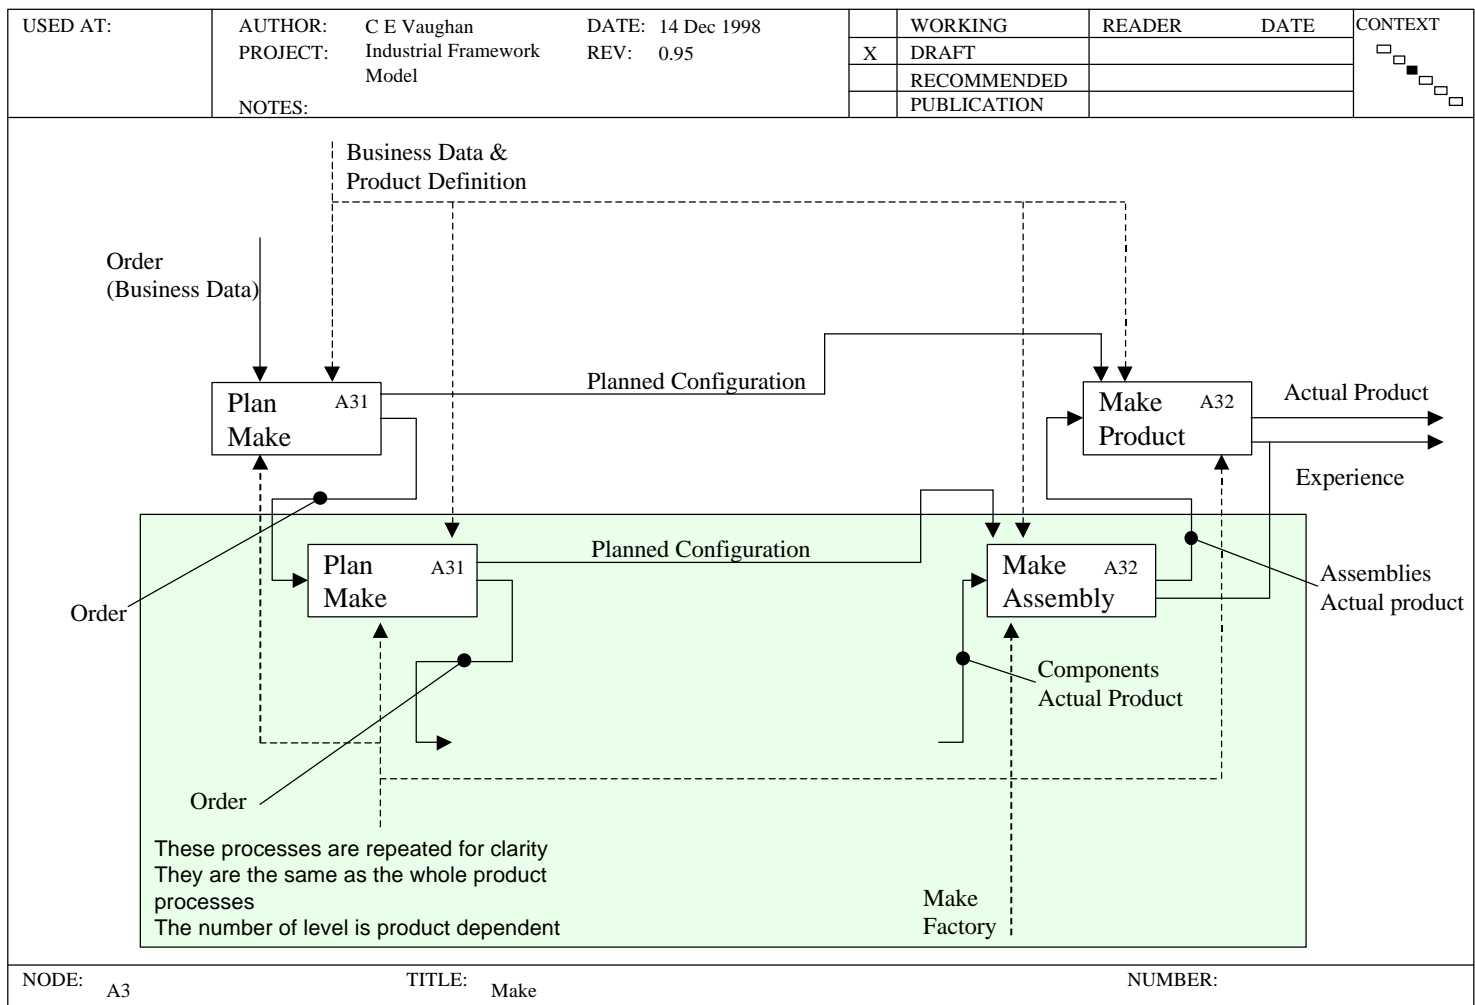 USED AT:
AUTHOR: C E Vaughan
DATE: 14 Dec 1998
PROJECT: Industrial Framework
Model
REV: 0.95
NOTES:
WORKING
X DRAFT
RECOMMENDED
PUBLICATION
READER DATE
CONTEXT
Business Data &
Product Definition
Order
(Business Data)
Plan A31
Make
Planned Configuration
Make A32
Product
Actual Product
Experience
Plan A31
Make
Planned Configuration
Make A32
Assembly
Assemblies
Actual product
Order
Components
Actual Product
Order
These processes are repeated for clarity
They are the same as the whole product
processes
The number of level is product dependent
Make
Factory
NODE: A3
TITLE: Make
NUMBER: